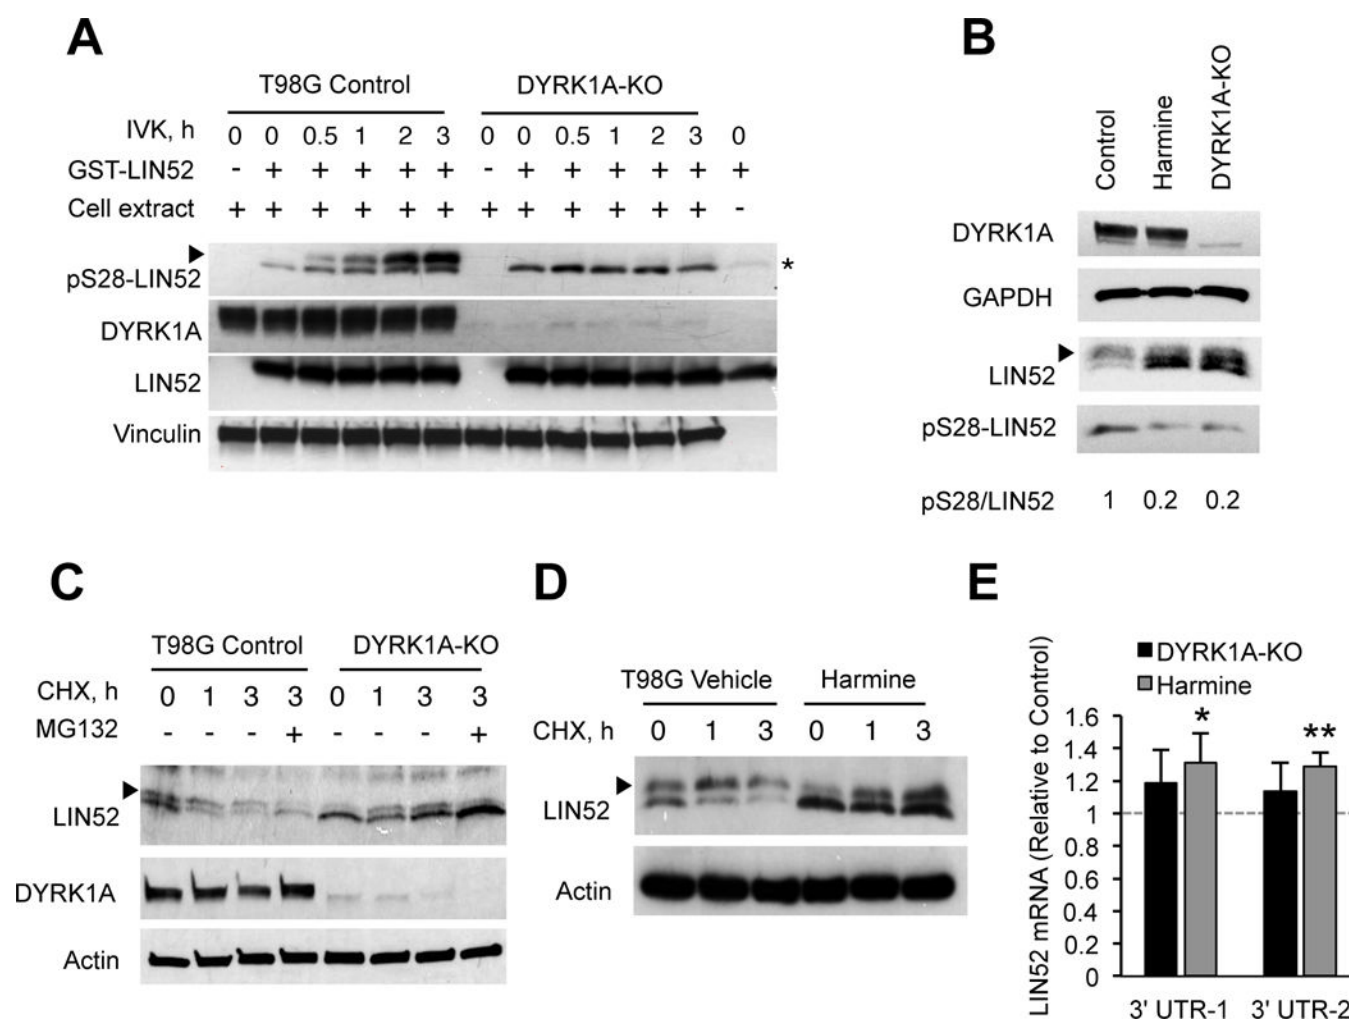 A
T98G Control DYRK1A-KO
IVK, h 0 0 0.5 1 2 3 0 0 0.5 1 2 3 0
GST-LIN52 - + + + + + - + + + + + +
Cell extract + + + + + + + + + + + + -
pS28-LIN52 *
DYRK1A
LIN52
Vinculin
B
Control Harmine DYRK1A-KO
DYRK1A
GAPDH
LIN52
pS28-LIN52
pS28/LIN52 1 0.2 0.2
C
T98G Control DYRK1A-KO
CHX, h 0 1 3 3 0 1 3 3
MG132 - - - + - - - +
LIN52
DYRK1A
Actin
D
T98G Vehicle Harmine
CHX, h 0 1 3 0 1 3
LIN52
Actin
E
LIN52 mRNA (Relative to Control)
DYRK1A-KO
Harmine
1.6
1.4
1.2
1
0.8
0.6
0.4
0.2
0
* **
3' UTR-1 3' UTR-2